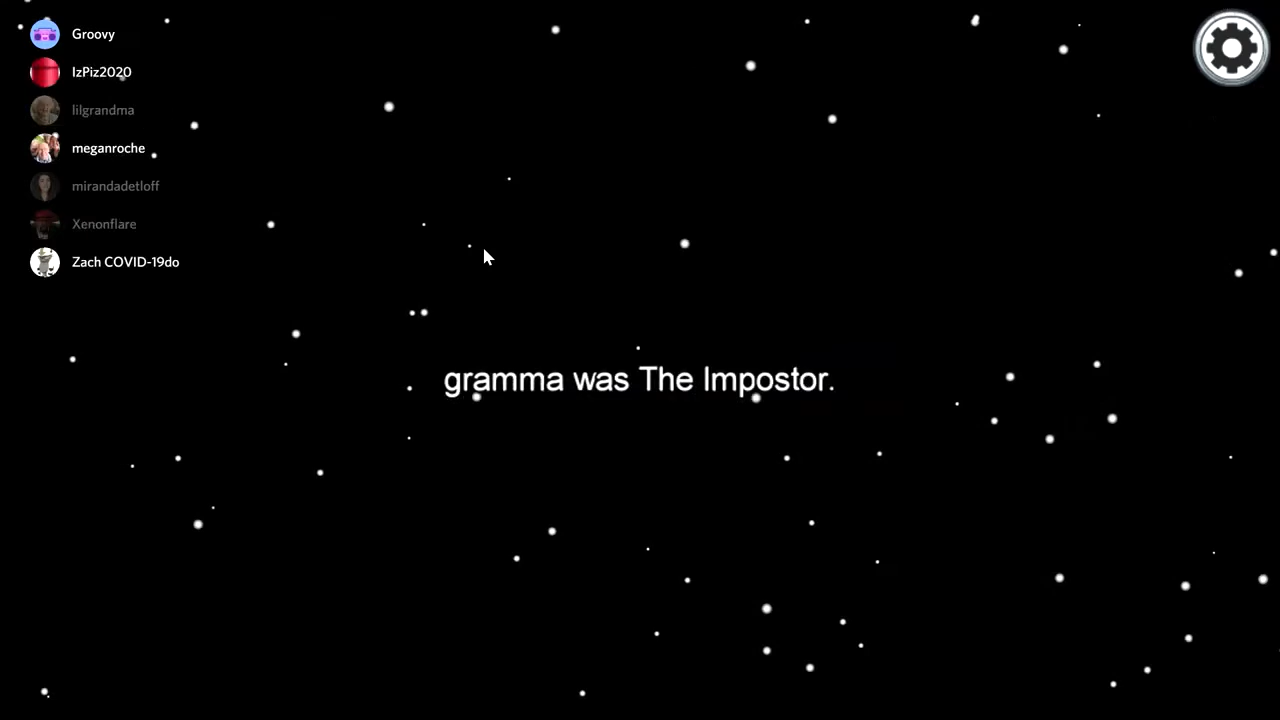 Groovy
IzPiz2020
lilgrandma
meganroche
mirandadetloff
Xenonflare
Zach COVID-19do
gramma was The Impostor.